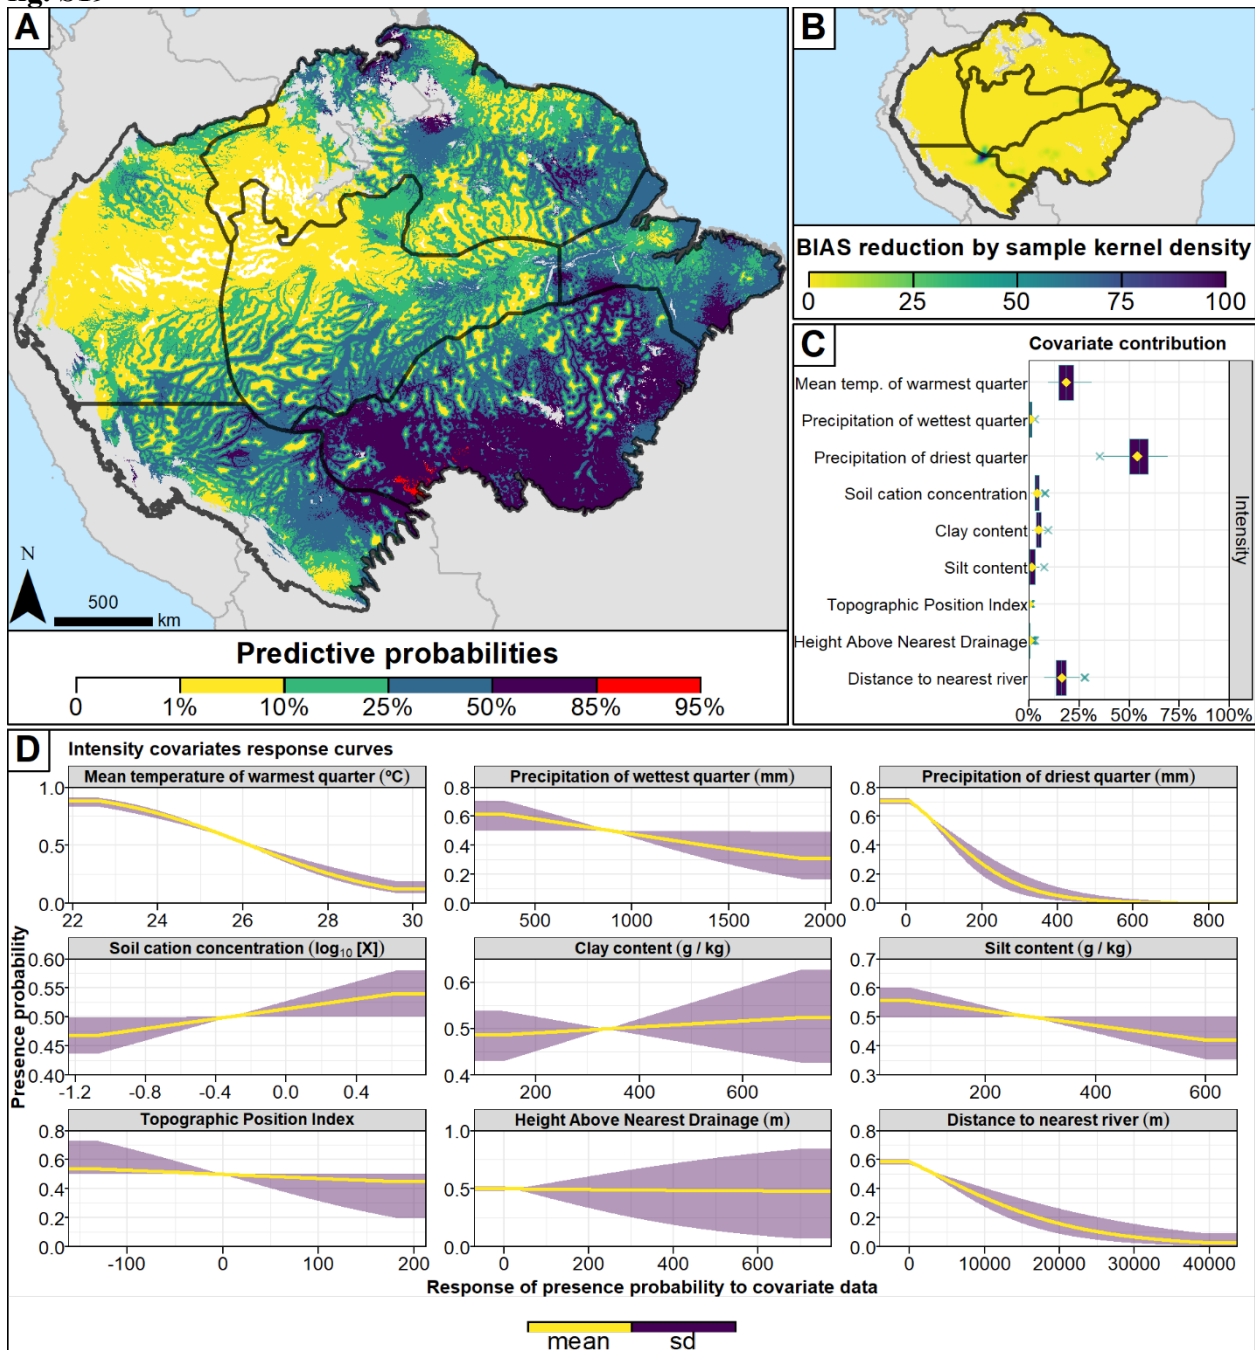 fig. S19
A
N
500
km
Predictive probabilities
0 1% 10% 25% 50% 85% 95%
B
BIAS reduction by sample kernel density
0 25 50 75 100
C
Covariate contribution
Mean temp. of warmest quarter
Precipitation of wettest quarter
Precipitation of driest quarter
Soil cation concentration
Clay content
Silt content
Topographic Position Index
Height Above Nearest Drainage
Distance to nearest river
Intensity
0% 25% 50% 75% 100%
D
Intensity covariates response curves
Presence probability
Mean temperature of warmest quarter (ºC)
1.0
0.5
0.0
22 24 26 28 30
Precipitation of wettest quarter (mm)
0.8
0.6
0.4
0.2
0.0
500 1000 1500 2000
Precipitation of driest quarter (mm)
0.8
0.6
0.4
0.2
0.0
0 200 400 600 800
Soil cation concentration (log₁₀ [X])
0.60
0.55
0.50
0.45
0.40
-1.2 -0.8 -0.4 0.0 0.4
Clay content (g / kg)
0.6
0.5
0.4
200 400 600
Silt content (g / kg)
0.7
0.6
0.5
0.4
0.3
200 400 600
Topographic Position Index
0.8
0.6
0.4
0.2
0.0
-100 0 100 200
Height Above Nearest Drainage (m)
1.0
0.5
0.0
0 200 400 600
Distance to nearest river (m)
0.8
0.6
0.4
0.2
0.0
0 10000 20000 30000 40000
Response of presence probability to covariate data
mean sd